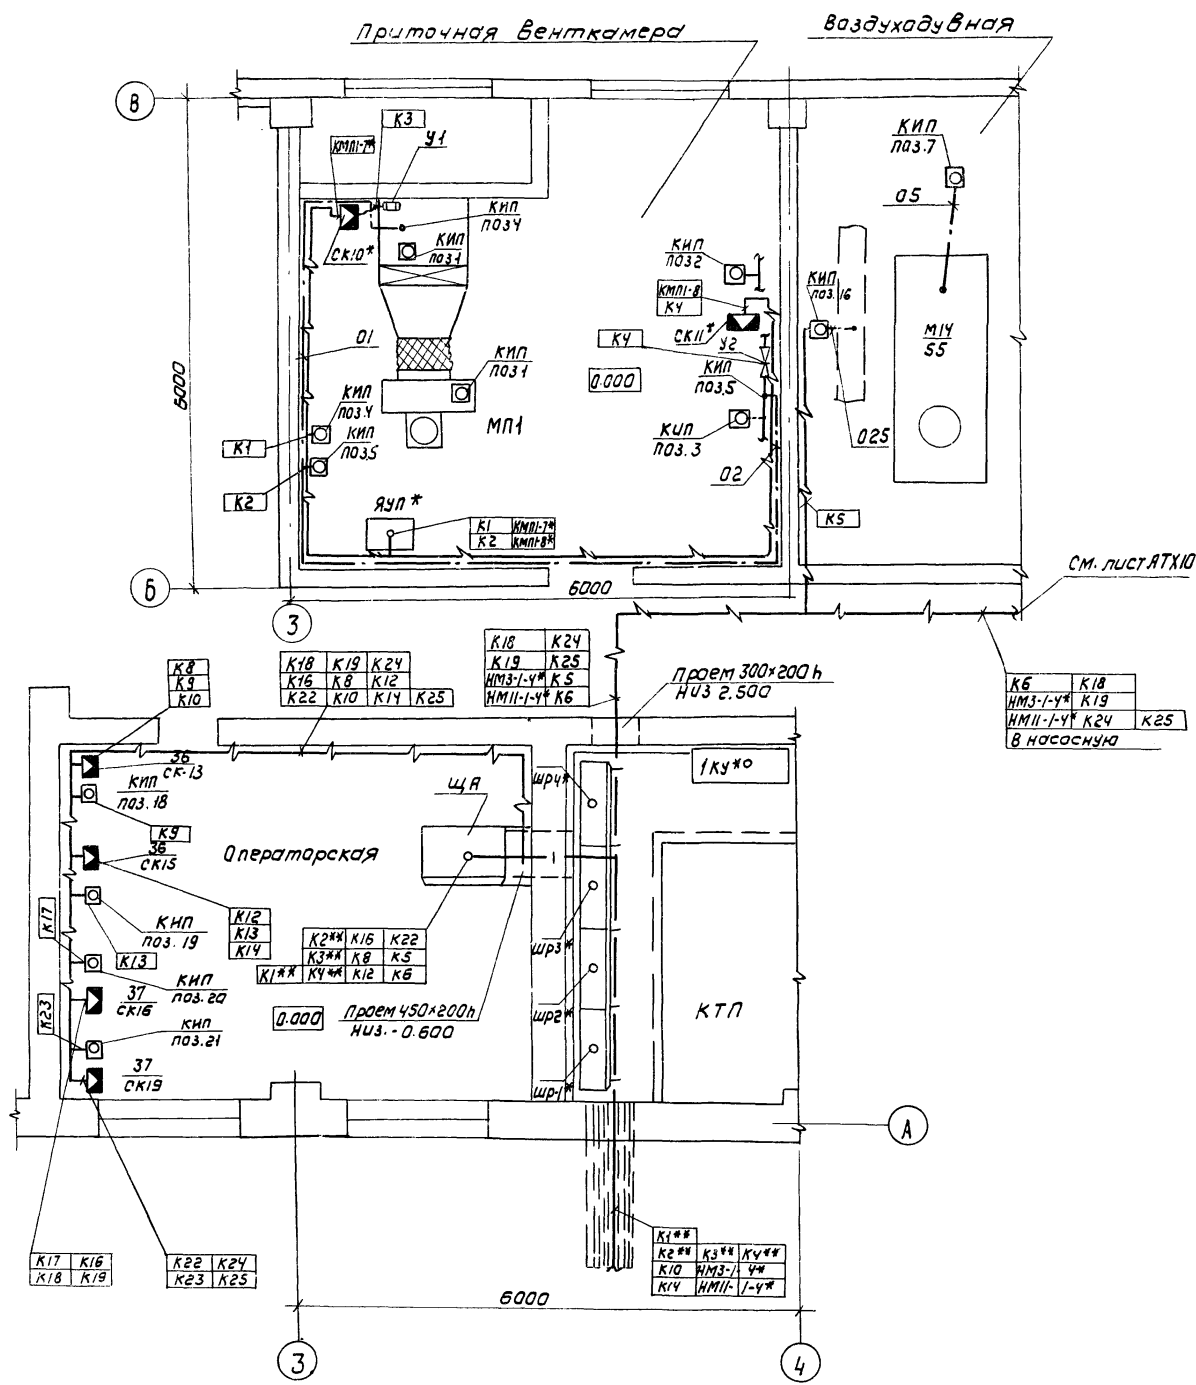 Приточная венткамера
Воздуходувная
В
6000
К3
КМП1-7*
У1
КИП
поз.4
КИП
поз.1
СК10*
КИП
поз.2
КМП1-8
К4
СК11*
К4
У2
0.000
КИП
поз.5
КИП
поз.3
О2
КИП
поз.7
О5
КИП
поз.16
М14
55
О25
О1
КИП
поз.1
МП1
КИП
поз.4
К1
КИП
поз.5
К2
ЯУП*
К1 КМП1-7*
К2 КМП1-8*
К5
См. лист АТХ10
Б
6000
3
К18 К24
К19 К25
НМ3-1-4* К5
НМ11-1-4* К6
Проем 300×200h
Низ 2.500
К6 К18
НМ3-1-4* К19
НМ11-1-4* К24 К25
В насосную
К8
К9
К10
К18 К19 К24
К16 К8 К12
К22 К10 К14 К25
36
СК-13
КИП
поз.18
К9
36
СК15
Операторская
ЩА
К12
К13
К14
КИП
поз.19
К13
К17
КИП
поз.20
37
СК16
К23
КИП
поз.21
37
СК19
К2** К16 К22
К3** К8 К5
К1** К4** К12 К6
0.000
Проем 450×200h
Низ.-0.600
1КУ*о
ШР4*
ШР3*
ШР2*
ШР-1*
КТП
А
К17 К16
К18 К19
К22 К24
К23 К25
К1**
К2** К3** К4**
К10 НМ3-1-4*
К14 НМ11-1-4*
6000
3
4